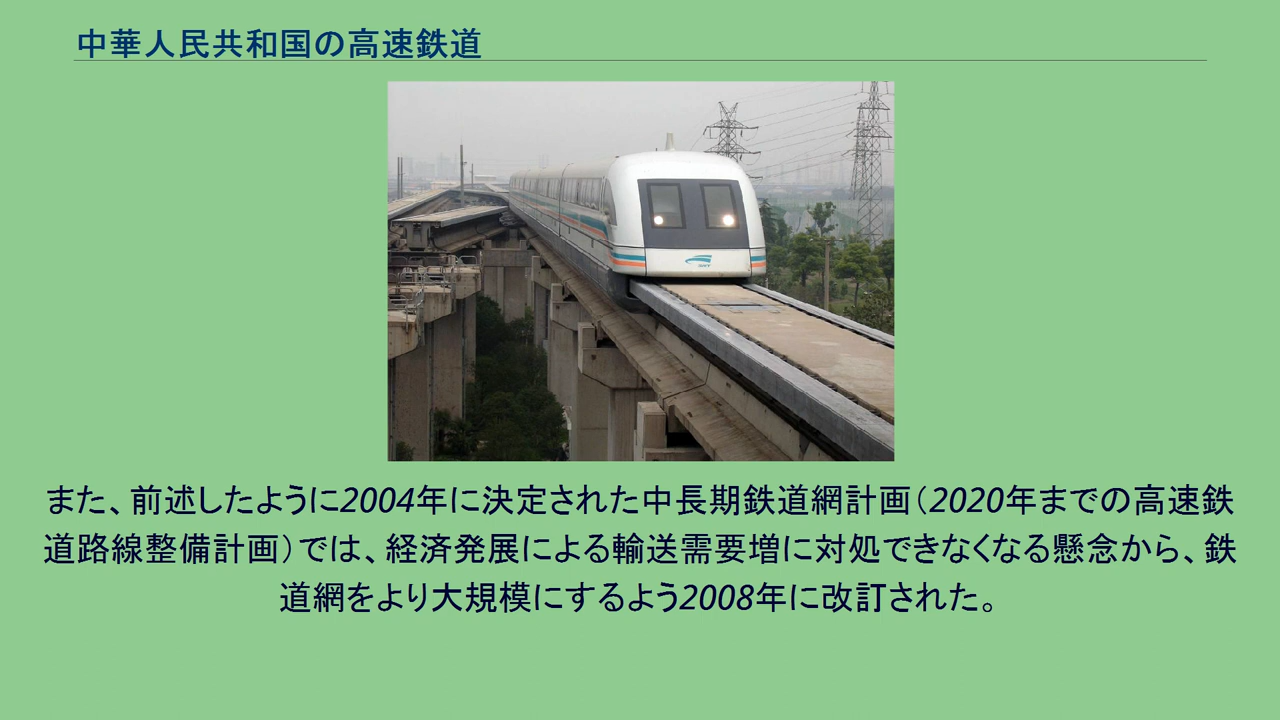 中華人民共和国の高速鉄道
また、前述したように2004年に決定された中長期鉄道網計画（2020年までの高速鉄
道路線整備計画）では、経済発展による輸送需要増に対処できなくなる懸念から、鉄
道網をより大規模にするよう2008年に改訂された。